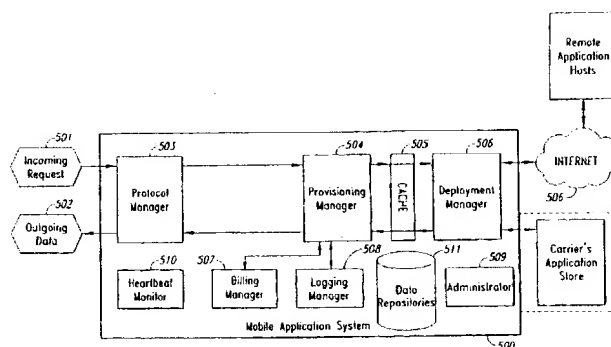 Remote
Application
Hosts
501
Incoming
Request
502
Outgoing
Data
503
Protocol
Manager
504
Provisioning
Manager
505
CACHE
506
Deployment
Manager
INTERNET
506
Carrier's
Application
Store
510
Heartbeat
Monitor
507
Billing
Manager
508
Logging
Manager
511
Data
Repositories
509
Administrator
Mobile Application System
500